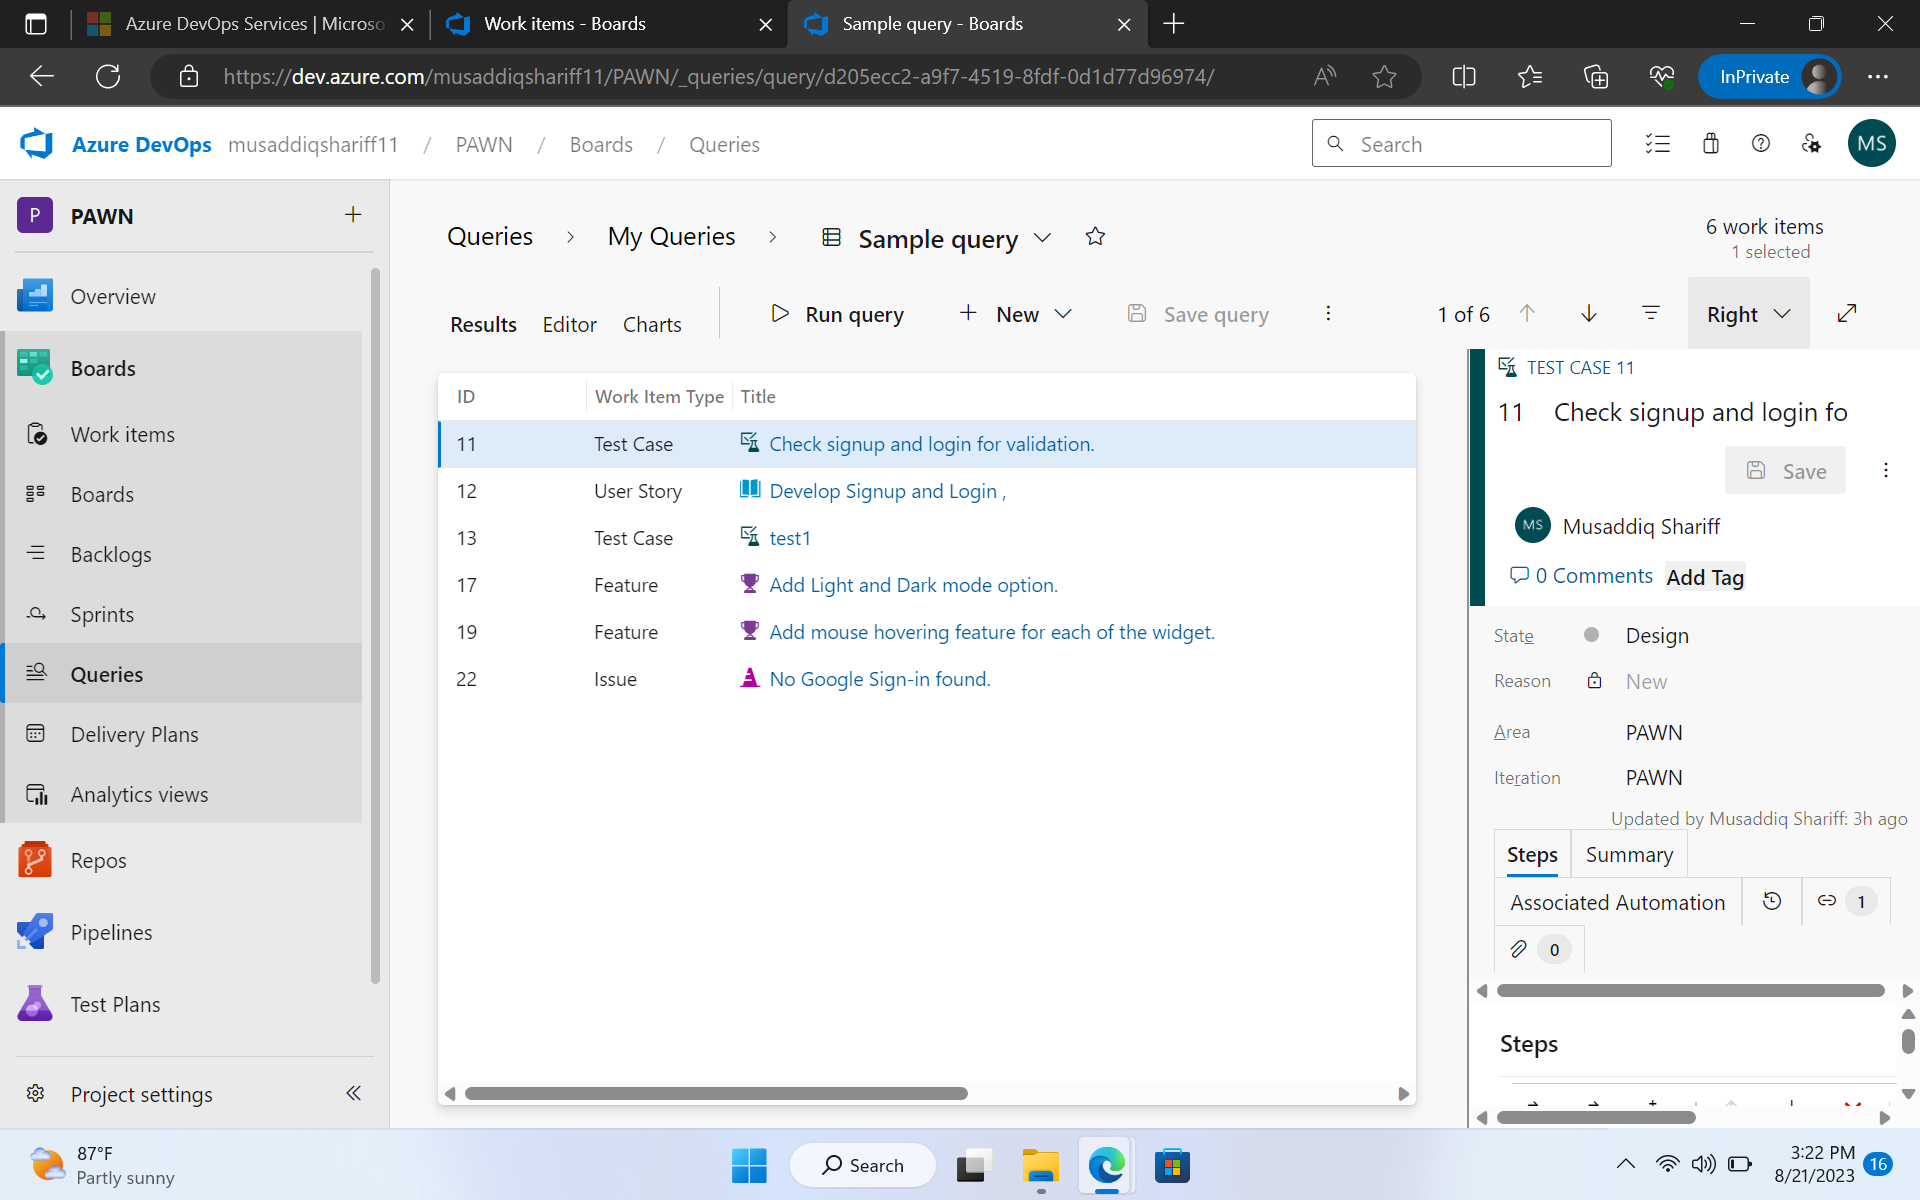 Azure DevOps Services | Microso
Work items - Boards
Sample query - Boards
https://dev.azure.com/musaddiqshariff11/PAWN/_queries/query/d205ecc2-a9f7-4519-8fdf-0d1d77d96974/
InPrivate
Azure DevOps musaddiqshariff11 / PAWN / Boards / Queries
Search
MS
P PAWN
Overview
Boards
Work items
Boards
Backlogs
Sprints
Queries
Delivery Plans
Analytics views
Repos
Pipelines
Test Plans
Project settings
Queries > My Queries > Sample query
6 work items
1 selected
Results Editor Charts
Run query New Save query
1 of 6 Right
ID Work Item Type Title
11 Test Case Check signup and login for validation.
12 User Story Develop Signup and Login ,
13 Test Case test1
17 Feature Add Light and Dark mode option.
19 Feature Add mouse hovering feature for each of the widget.
22 Issue No Google Sign-in found.
TEST CASE 11
11 Check signup and login fo
Save
MS Musaddiq Shariff
0 Comments Add Tag
State Design
Reason New
Area PAWN
Iteration PAWN
Updated by Musaddiq Shariff: 3h ago
Steps Summary
Associated Automation 1
0
Steps
87°F
Partly sunny
Search
3:22 PM
8/21/2023
16